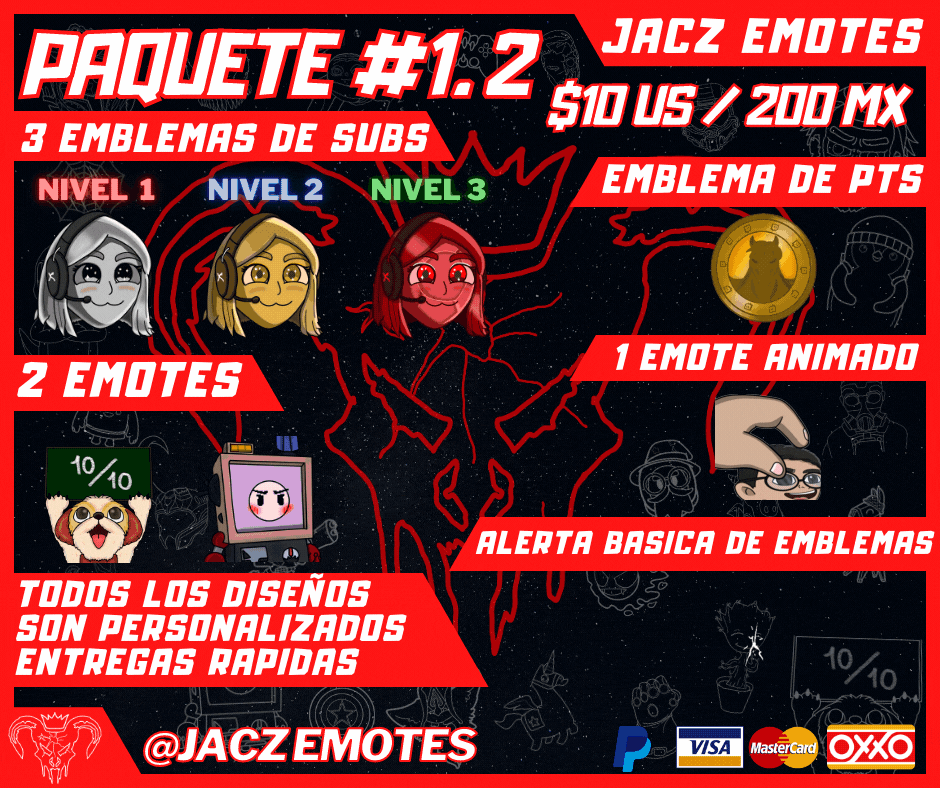 PAQUETE #1.2
JACZ EMOTES
$10 US / 200 MX
3 EMBLEMAS DE SUBS
NIVEL 1
NIVEL 2
NIVEL 3
EMBLEMA DE PTS
2 EMOTES
1 EMOTE ANIMADO
10/10
ALERTA BASICA DE EMBLEMAS
TODOS LOS DISEÑOS
SON PERSONALIZADOS
ENTREGAS RAPIDAS
10/10
@JACZ EMOTES
P
VISA
MasterCard
OXXO